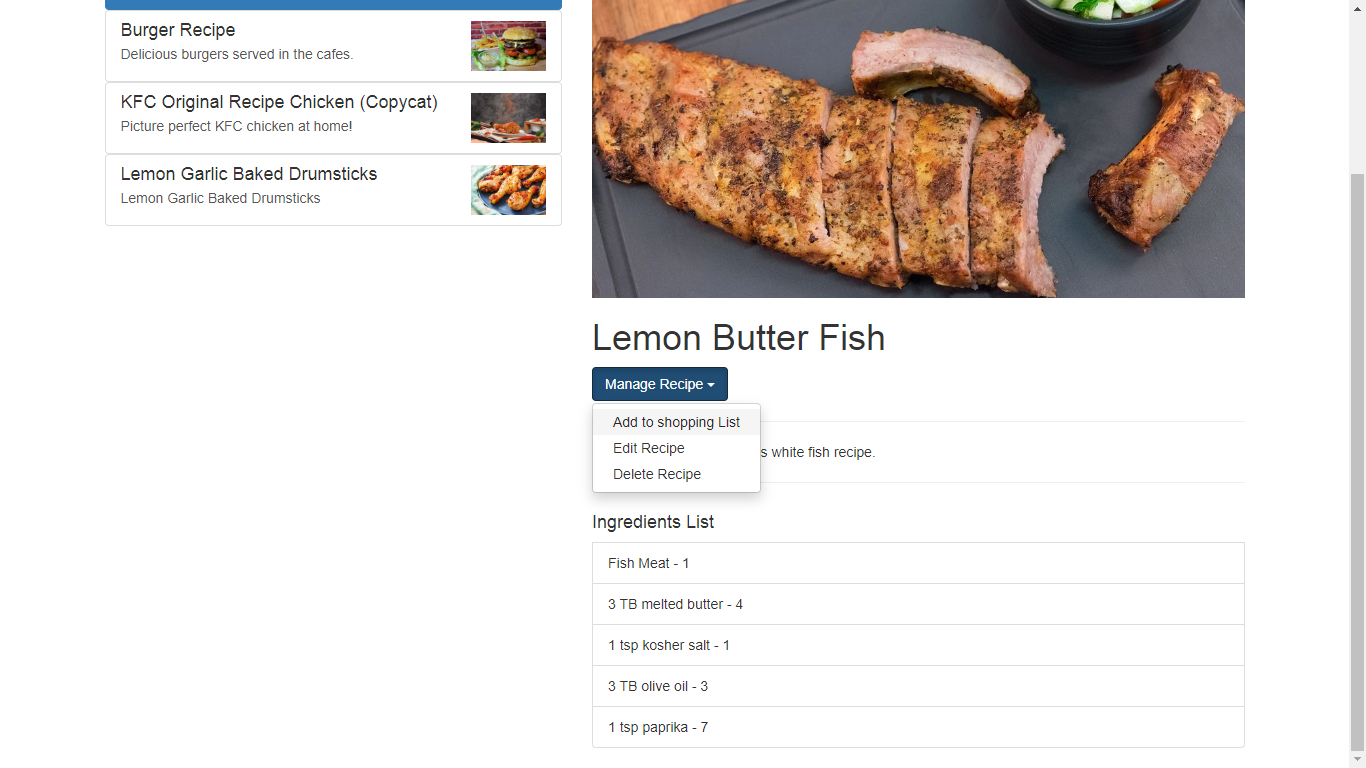 Burger Recipe
Delicious burgers served in the cafes.
KFC Original Recipe Chicken (Copycat)
Picture perfect KFC chicken at home!
Lemon Garlic Baked Drumsticks
Lemon Garlic Baked Drumsticks
Lemon Butter Fish
Manage Recipe
Add to shopping List
Edit Recipe
s white fish recipe.
Delete Recipe
Ingredients List
Fish Meat - 1
3 TB melted butter - 4
1 tsp kosher salt - 1
3 TB olive oil - 3
1 tsp paprika - 7